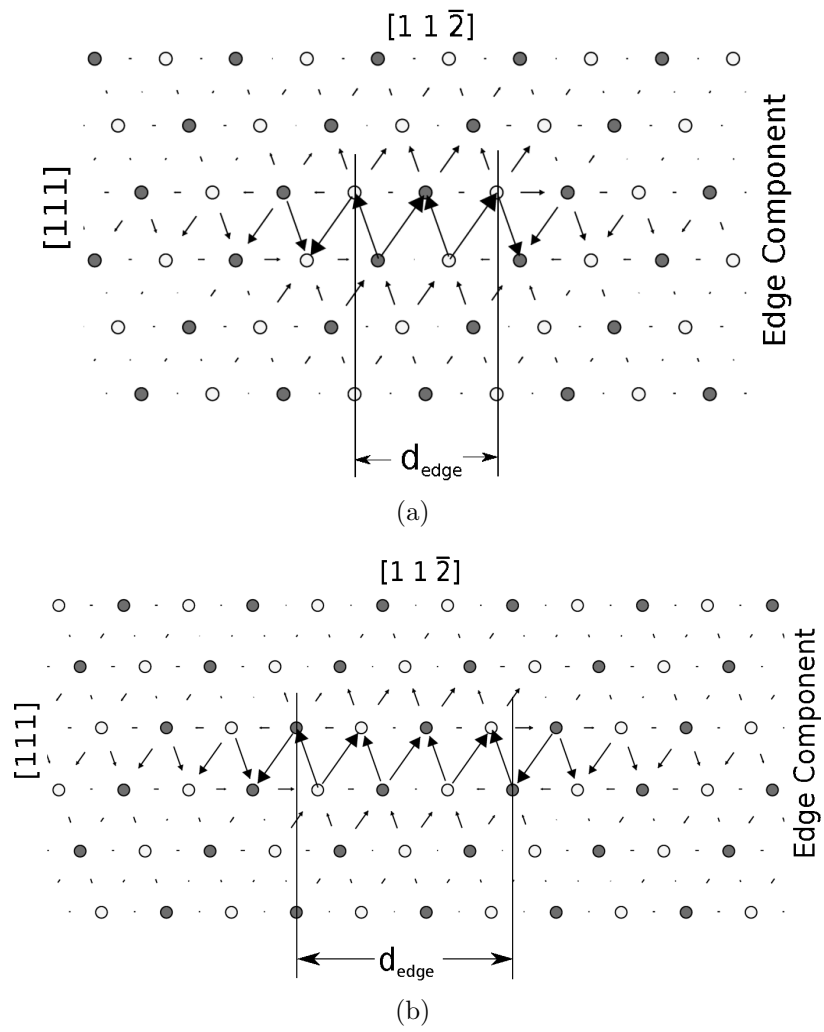 [1 1 2̅]
[111]
Edge Component
d_edge
(a)
[1 1 2̅]
[111]
Edge Component
d_edge
(b)